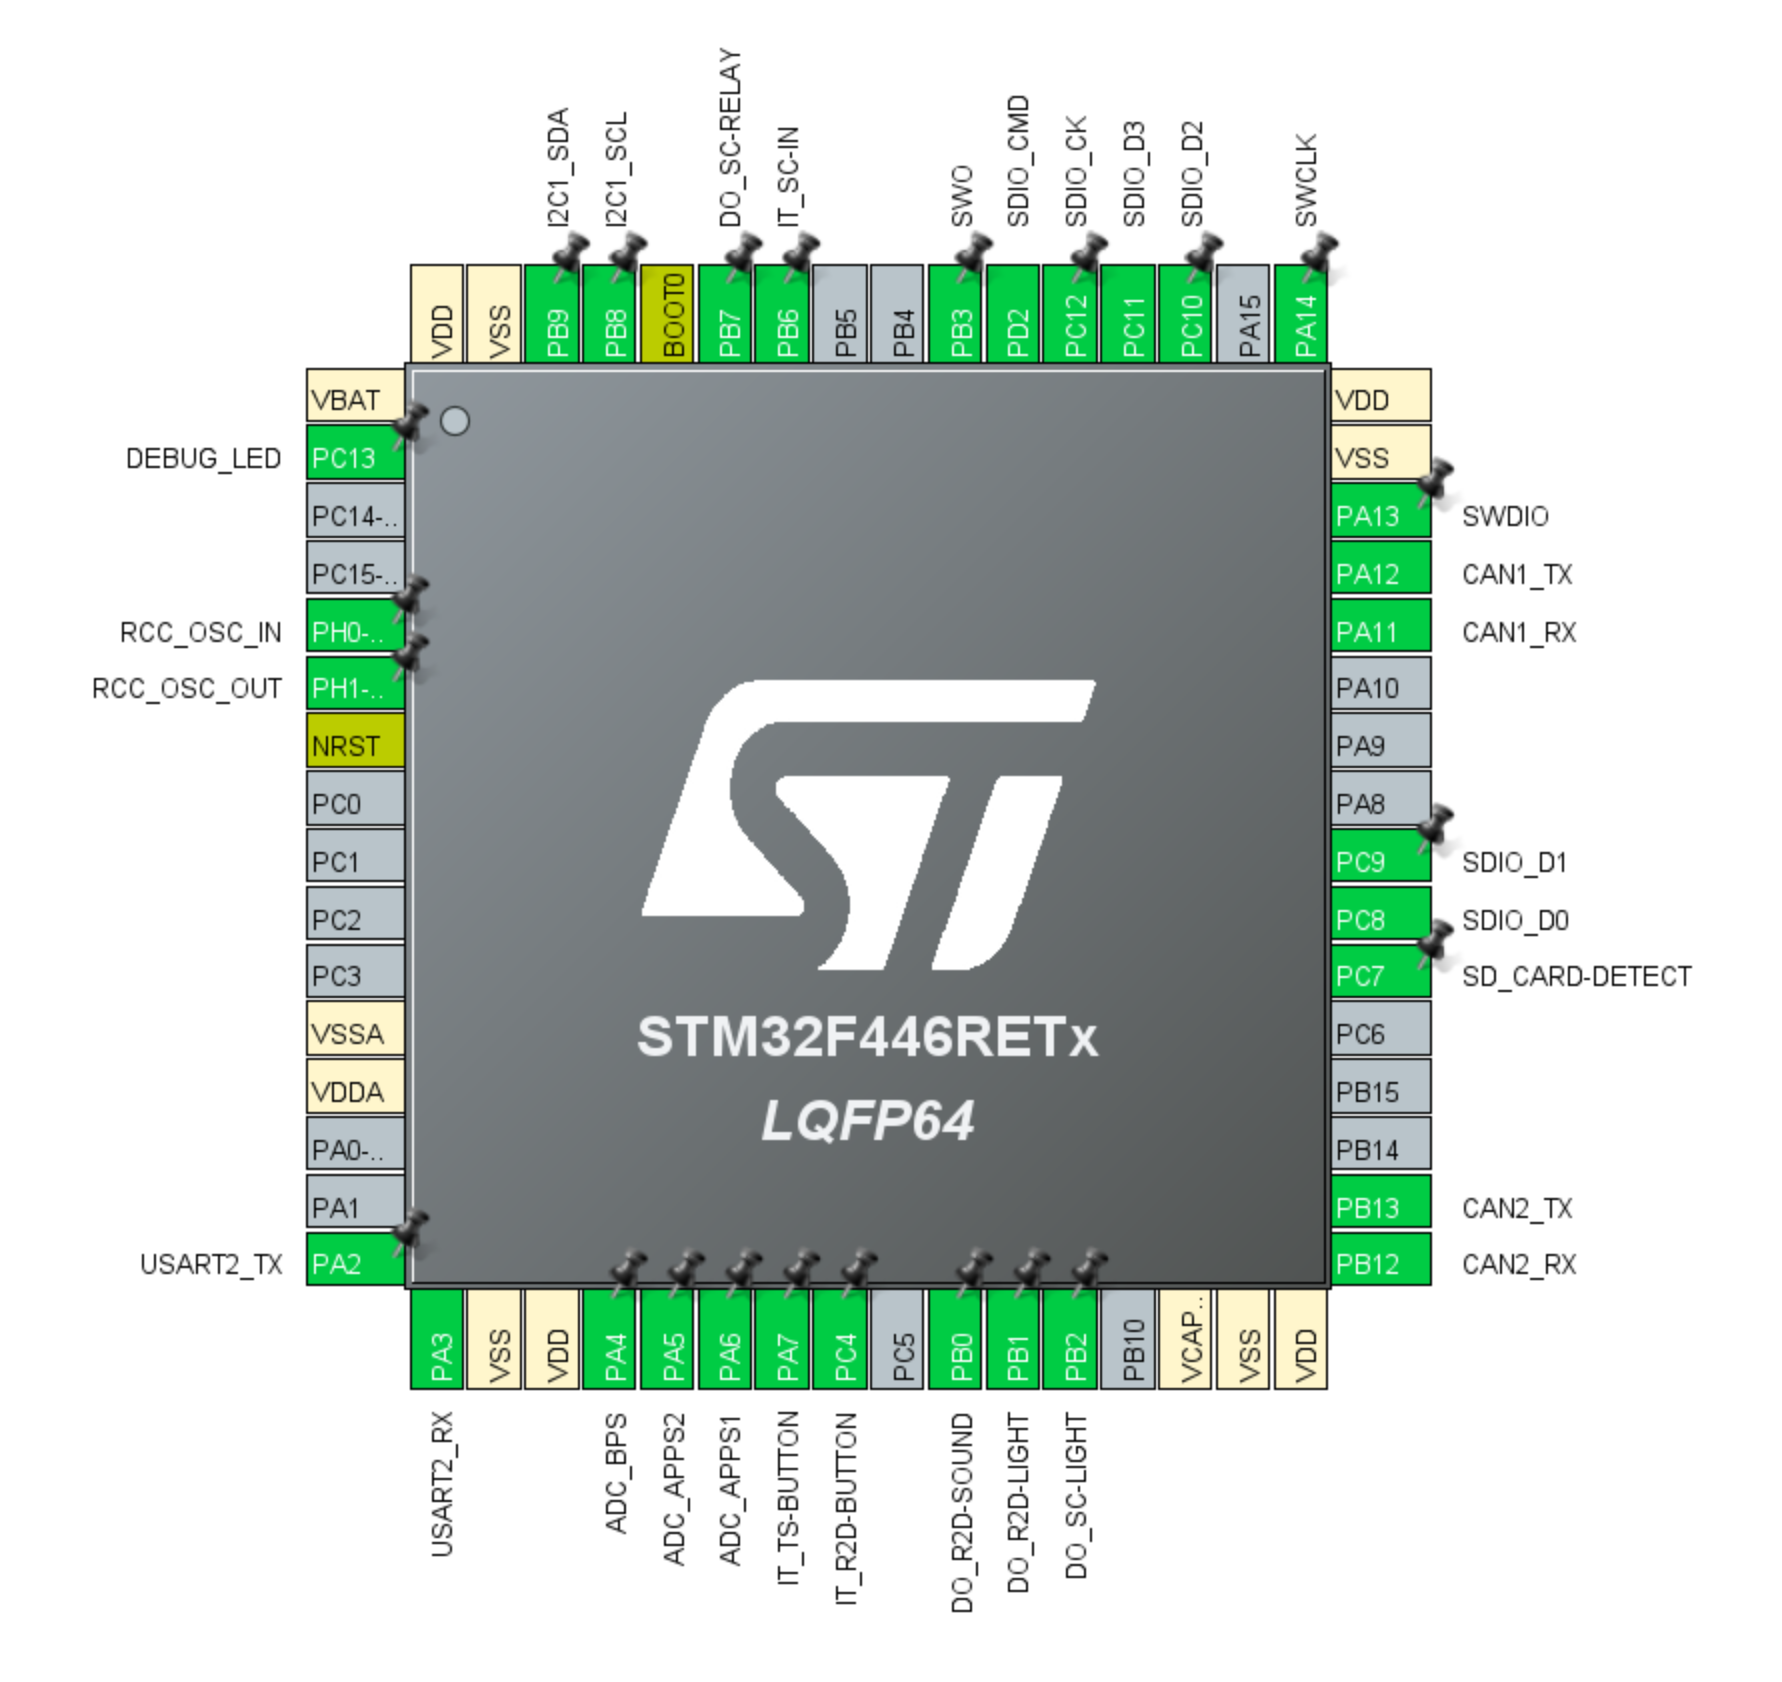 I2C1_SDA
I2C1_SCL
DO_SC-RELAY
IT_SC-IN
SWO
SDIO_CMD
SDIO_CK
SDIO_D3
SDIO_D2
SWCLK
VDD
VSS
PB9
PB8
BOOT0
PB7
PB6
PB5
PB4
PB3
PD2
PC12
PC11
PC10
PA15
PA14
VBAT
DEBUG_LED PC13
PC14-..
PC15-..
RCC_OSC_IN PH0-..
RCC_OSC_OUT PH1-..
NRST
PC0
PC1
PC2
PC3
VSSA
VDDA
PA0-..
PA1
USART2_TX PA2
ST
STM32F446RETx
LQFP64
VDD
VSS
PA13 SWDIO
PA12 CAN1_TX
PA11 CAN1_RX
PA10
PA9
PA8
PC9 SDIO_D1
PC8 SDIO_D0
PC7 SD_CARD-DETECT
PC6
PB15
PB14
PB13 CAN2_TX
PB12 CAN2_RX
PA3
VSS
VDD
PA4
PA5
PA6
PA7
PC4
PC5
PB0
PB1
PB2
PB10
VCAP..
VSS
VDD
USART2_RX
ADC_BPS
ADC_APPS2
ADC_APPS1
IT_TS-BUTTON
IT_R2D-BUTTON
DO_R2D-SOUND
DO_R2D-LIGHT
DO_SC-LIGHT